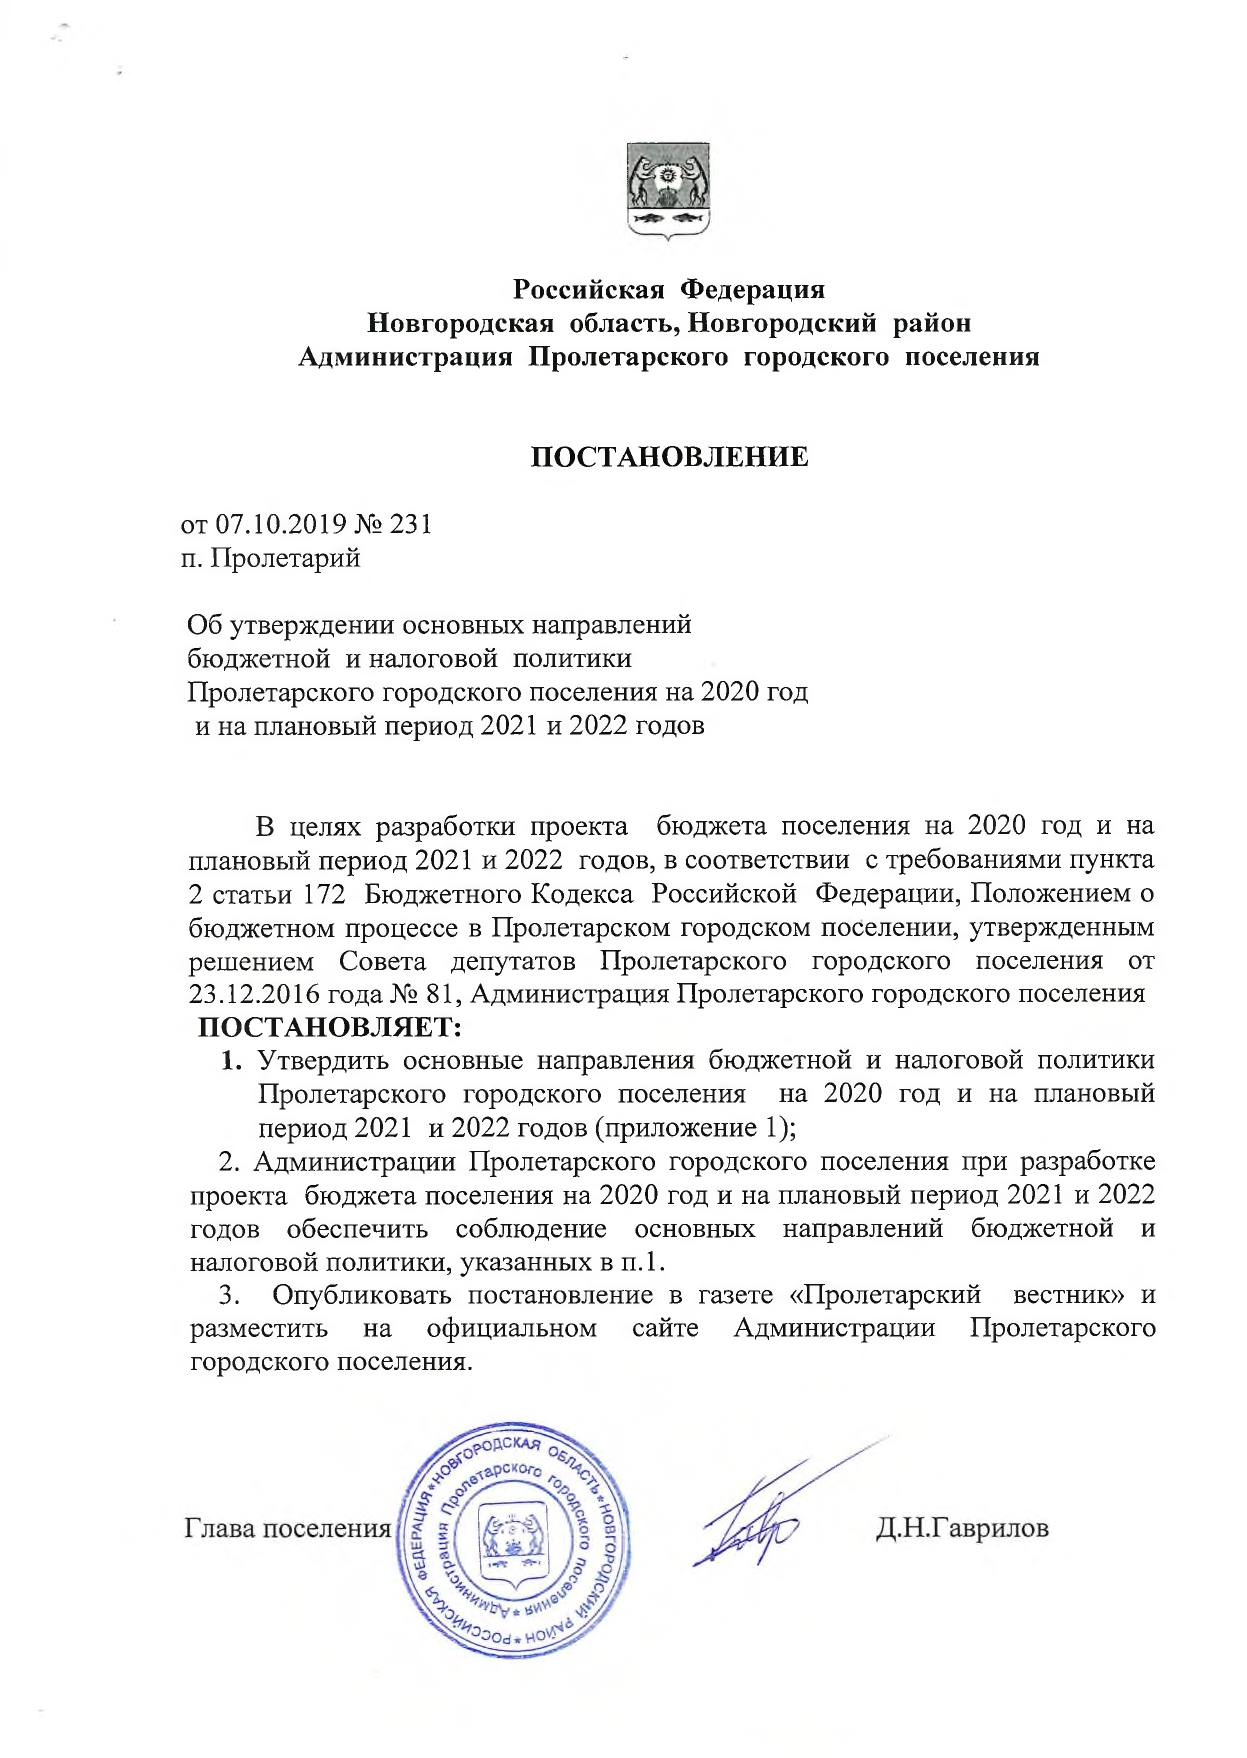 Российская Федерация
Новгородская область, Новгородский район
Администрация Пролетарского городского поселения
ПОСТАНОВЛЕНИЕ
от 07.10.2019 № 231
п. Пролетарий
Об утверждении основных направлений
бюджетной и налоговой политики
Пролетарского городского поселения на 2020 год
и на плановый период 2021 и 2022 годов
В целях разработки проекта бюджета поселения на 2020 год и на
плановый период 2021 и 2022 годов, в соответствии с требованиями пункта
2 статьи 172 Бюджетного Кодекса Российской Федерации, Положением о
бюджетном процессе в Пролетарском городском поселении, утвержденным
решением Совета депутатов Пролетарского городского поселения от
23.12.2016 года № 81, Администрация Пролетарского городского поселения
ПОСТАНОВЛЯЕТ:
1. Утвердить основные направления бюджетной и налоговой политики
Пролетарского городского поселения на 2020 год и на плановый
период 2021 и 2022 годов (приложение 1);
2. Администрации Пролетарского городского поселения при разработке
проекта бюджета поселения на 2020 год и на плановый период 2021 и 2022
годов обеспечить соблюдение основных направлений бюджетной и
налоговой политики, указанных в п.1.
3. Опубликовать постановление в газете «Пролетарский вестник» и
разместить на официальном сайте Администрации Пролетарского
городского поселения.
Глава поселения
Д.Н.Гаврилов
РОССИЙСКАЯ ФЕДЕРАЦИЯ*НОВГОРОДСКАЯ ОБЛАСТЬ*НОВГОРОДСКИЙ РАЙОН*
Администрация Пролетарского городского поселения *